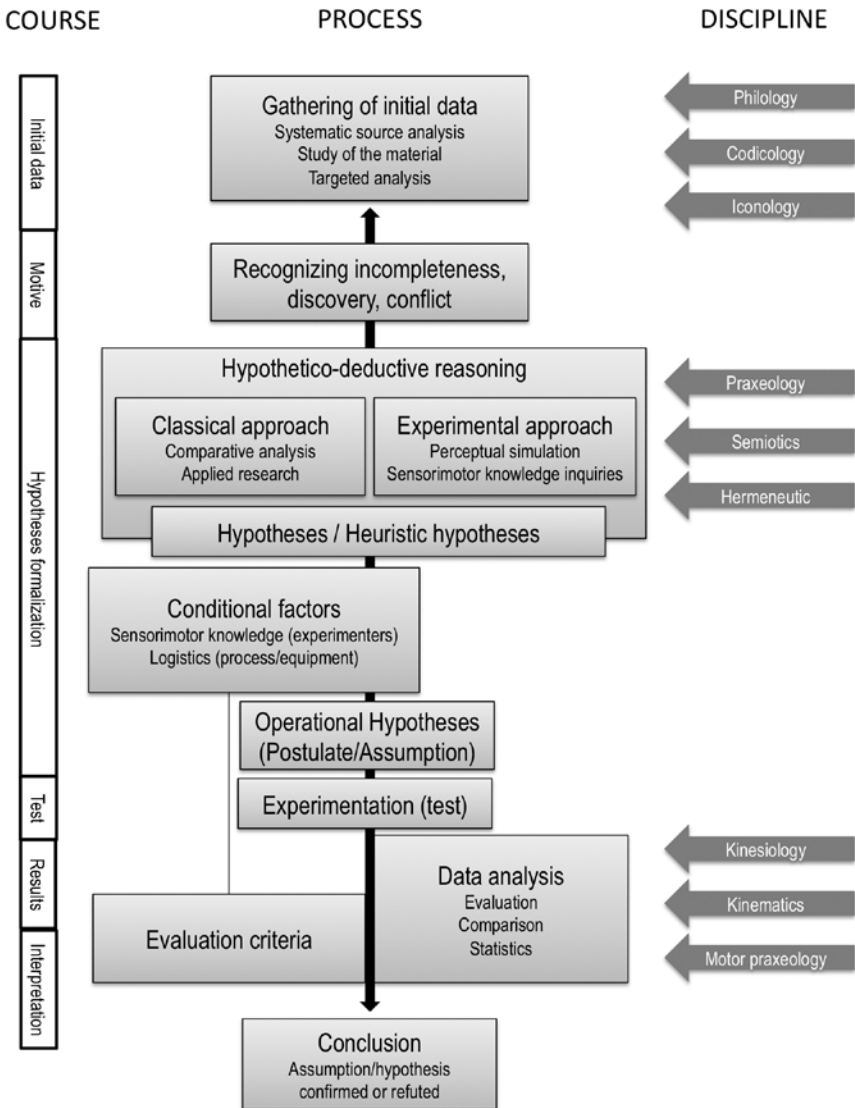 COURSE
PROCESS
DISCIPLINE
Initial data
Gathering of initial data
Systematic source analysis
Study of the material
Targeted analysis
Philology
Codicology
Iconology
Motive
Recognizing incompleteness,
discovery, conflict
Hypotheses formalization
Hypothetico-deductive reasoning
Classical approach
Comparative analysis
Applied research
Experimental approach
Perceptual simulation
Sensorimotor knowledge inquiries
Hypotheses / Heuristic hypotheses
Praxeology
Semiotics
Hermeneutic
Conditional factors
Sensorimotor knowledge (experimenters)
Logistics (process/equipment)
Operational Hypotheses
(Postulate/Assumption)
Test
Experimentation (test)
Results
Data analysis
Evaluation
Comparison
Statistics
Kinesiology
Kinematics
Motor praxeology
Interpretation
Evaluation criteria
Conclusion
Assumption/hypothesis
confirmed or refuted